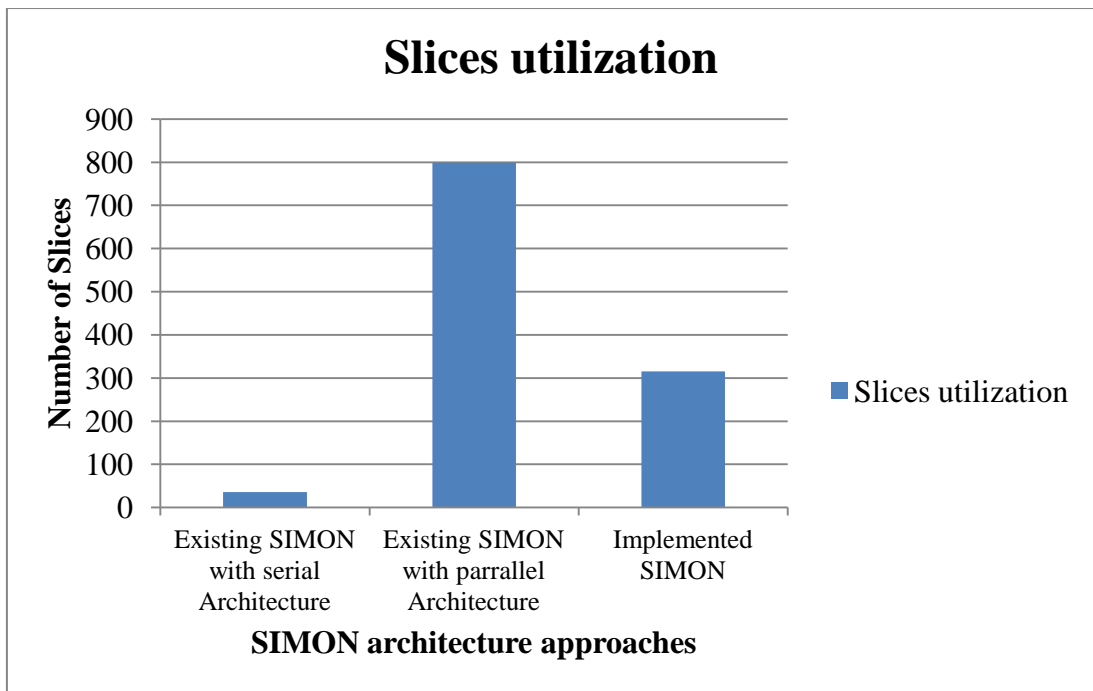 Slices utilization
Number of Slices
900
800
700
600
500
400
300
200
100
0
Existing SIMON
with serial
Architecture
Existing SIMON
with parrallel
Architecture
Implemented
SIMON
SIMON architecture approaches
Slices utilization